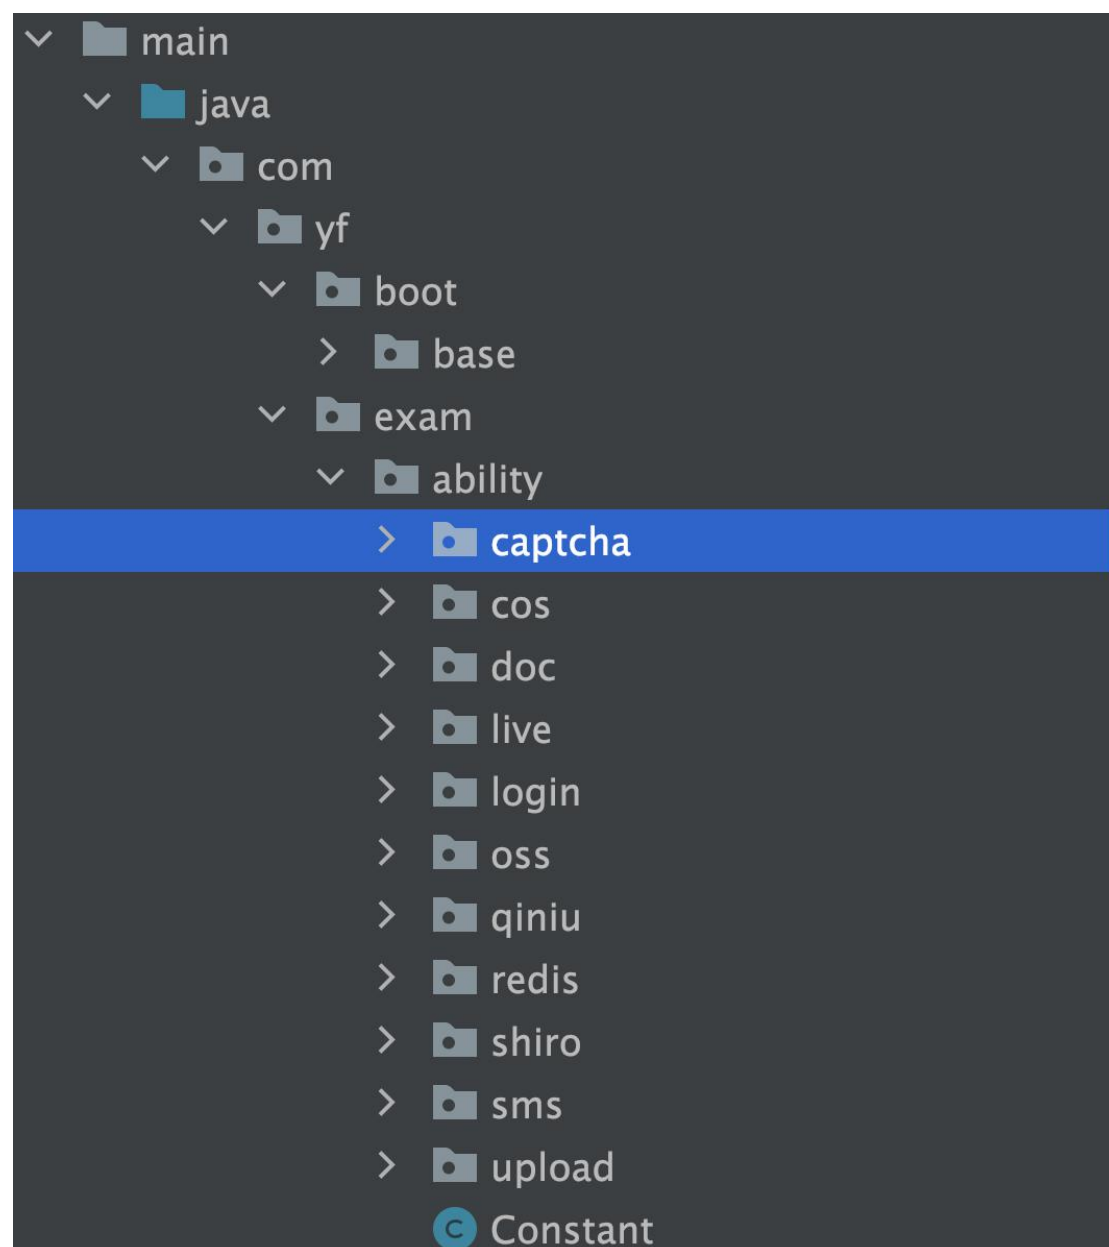 main
java
com
yf
boot
base
exam
ability
captcha
cos
doc
live
login
oss
qiniu
redis
shiro
sms
upload
C Constant